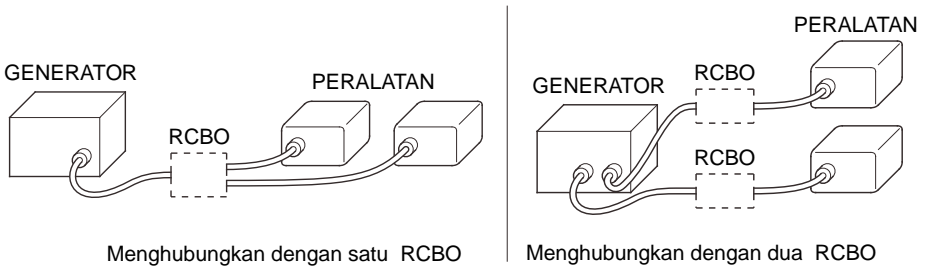 GENERATOR
PERALATAN
RCBO
Menghubungkan dengan satu RCBO
PERALATAN
RCBO
GENERATOR
RCBO
Menghubungkan dengan dua RCBO